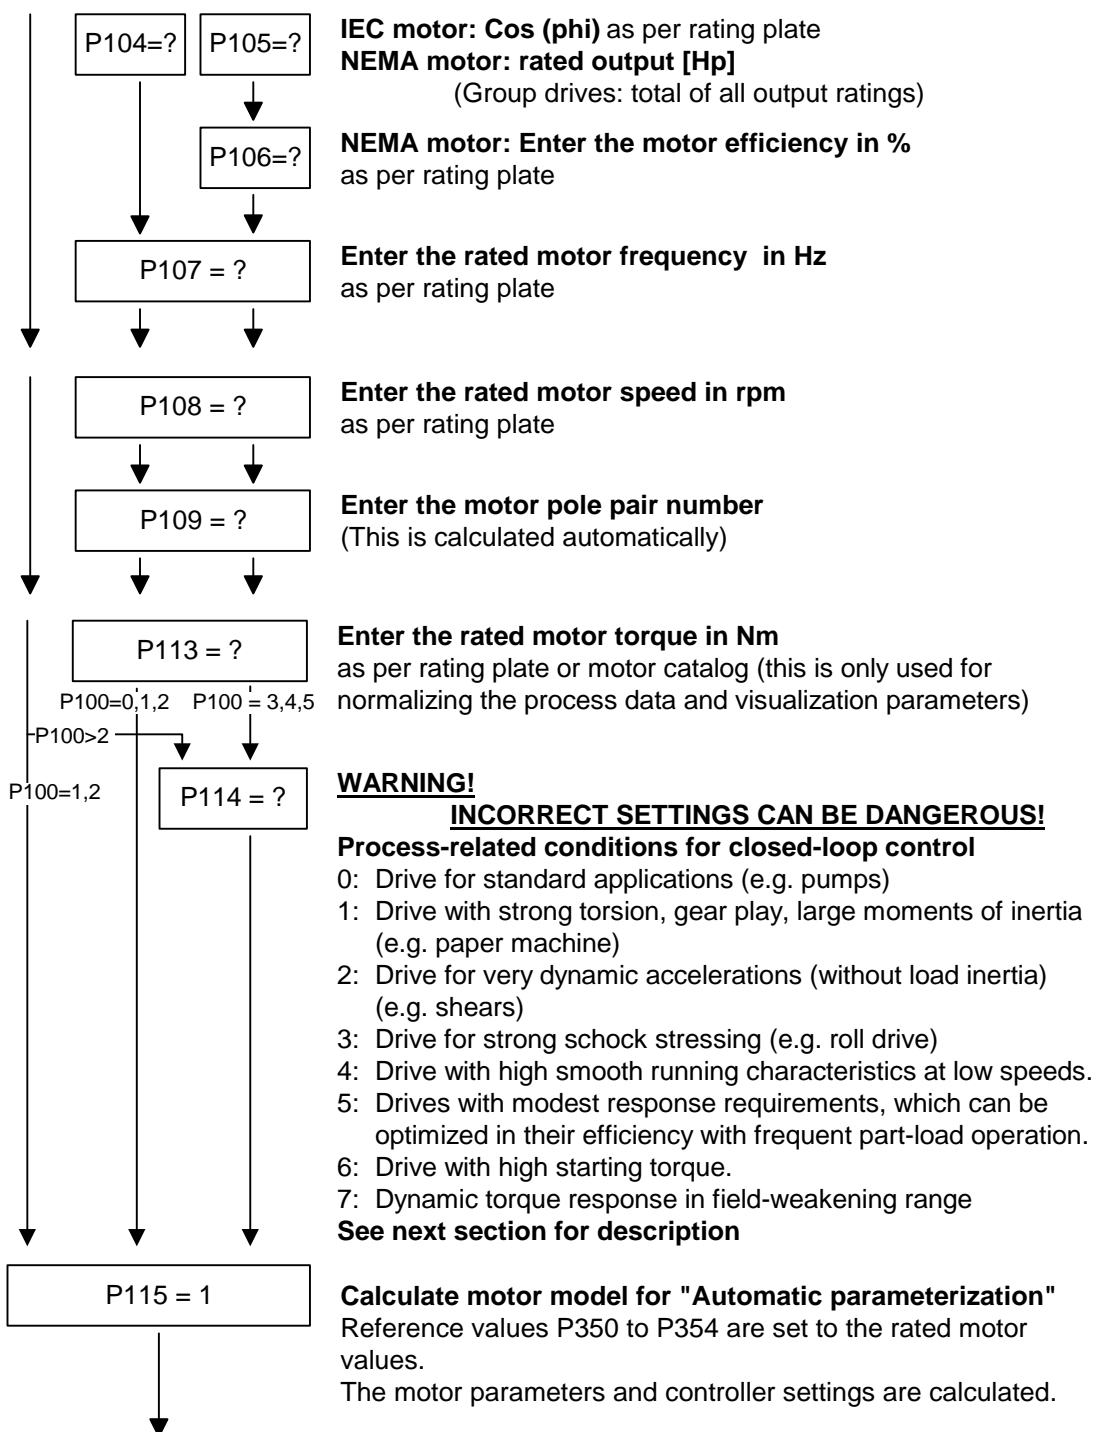 P104=? P105=? IEC motor: Cos (phi) as per rating plate
NEMA motor: rated output [Hp]
(Group drives: total of all output ratings)
P106=? NEMA motor: Enter the motor efficiency in %
as per rating plate
P107 = ? Enter the rated motor frequency in Hz
as per rating plate
P108 = ? Enter the rated motor speed in rpm
as per rating plate
P109 = ? Enter the motor pole pair number
(This is calculated automatically)
P113 = ? Enter the rated motor torque in Nm
as per rating plate or motor catalog (this is only used for
P100=0,1,2 P100 = 3,4,5 normalizing the process data and visualization parameters)
P100>2
P100=1,2 P114 = ? WARNING!
INCORRECT SETTINGS CAN BE DANGEROUS!
Process-related conditions for closed-loop control
0: Drive for standard applications (e.g. pumps)
1: Drive with strong torsion, gear play, large moments of inertia
(e.g. paper machine)
2: Drive for very dynamic accelerations (without load inertia)
(e.g. shears)
3: Drive for strong schock stressing (e.g. roll drive)
4: Drive with high smooth running characteristics at low speeds.
5: Drives with modest response requirements, which can be
optimized in their efficiency with frequent part-load operation.
6: Drive with high starting torque.
7: Dynamic torque response in field-weakening range
See next section for description
P115 = 1 Calculate motor model for "Automatic parameterization"
Reference values P350 to P354 are set to the rated motor
values.
The motor parameters and controller settings are calculated.